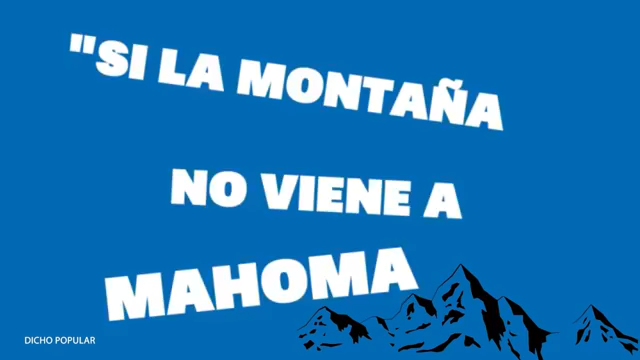 "SI LA MONTAÑA
NO VIENE A
MAHOMA
DICHO POPULAR